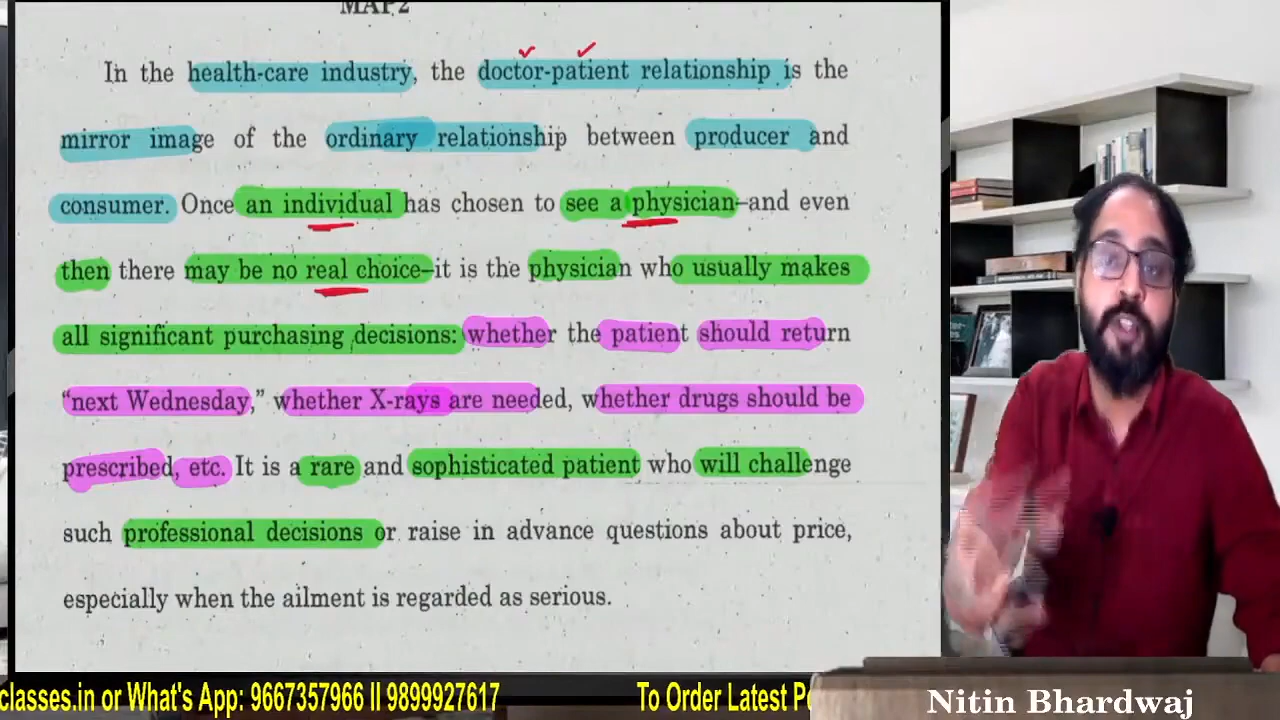 MAP2
In the health-care industry, the doctor-patient relationship is the
mirror image of the ordinary relationship between producer and
consumer. Once an individual has chosen to see a physician–and even
then there may be no real choice–it is the physician who usually makes
all significant purchasing decisions: whether the patient should return
“next Wednesday,” whether X-rays are needed, whether drugs should be
prescribed, etc. It is a rare and sophisticated patient who will challenge
such professional decisions or raise in advance questions about price,
especially when the ailment is regarded as serious.
classes.in or What's App: 9667357966 ll 9899927617
To Order Latest
Nitin Bhardwaj